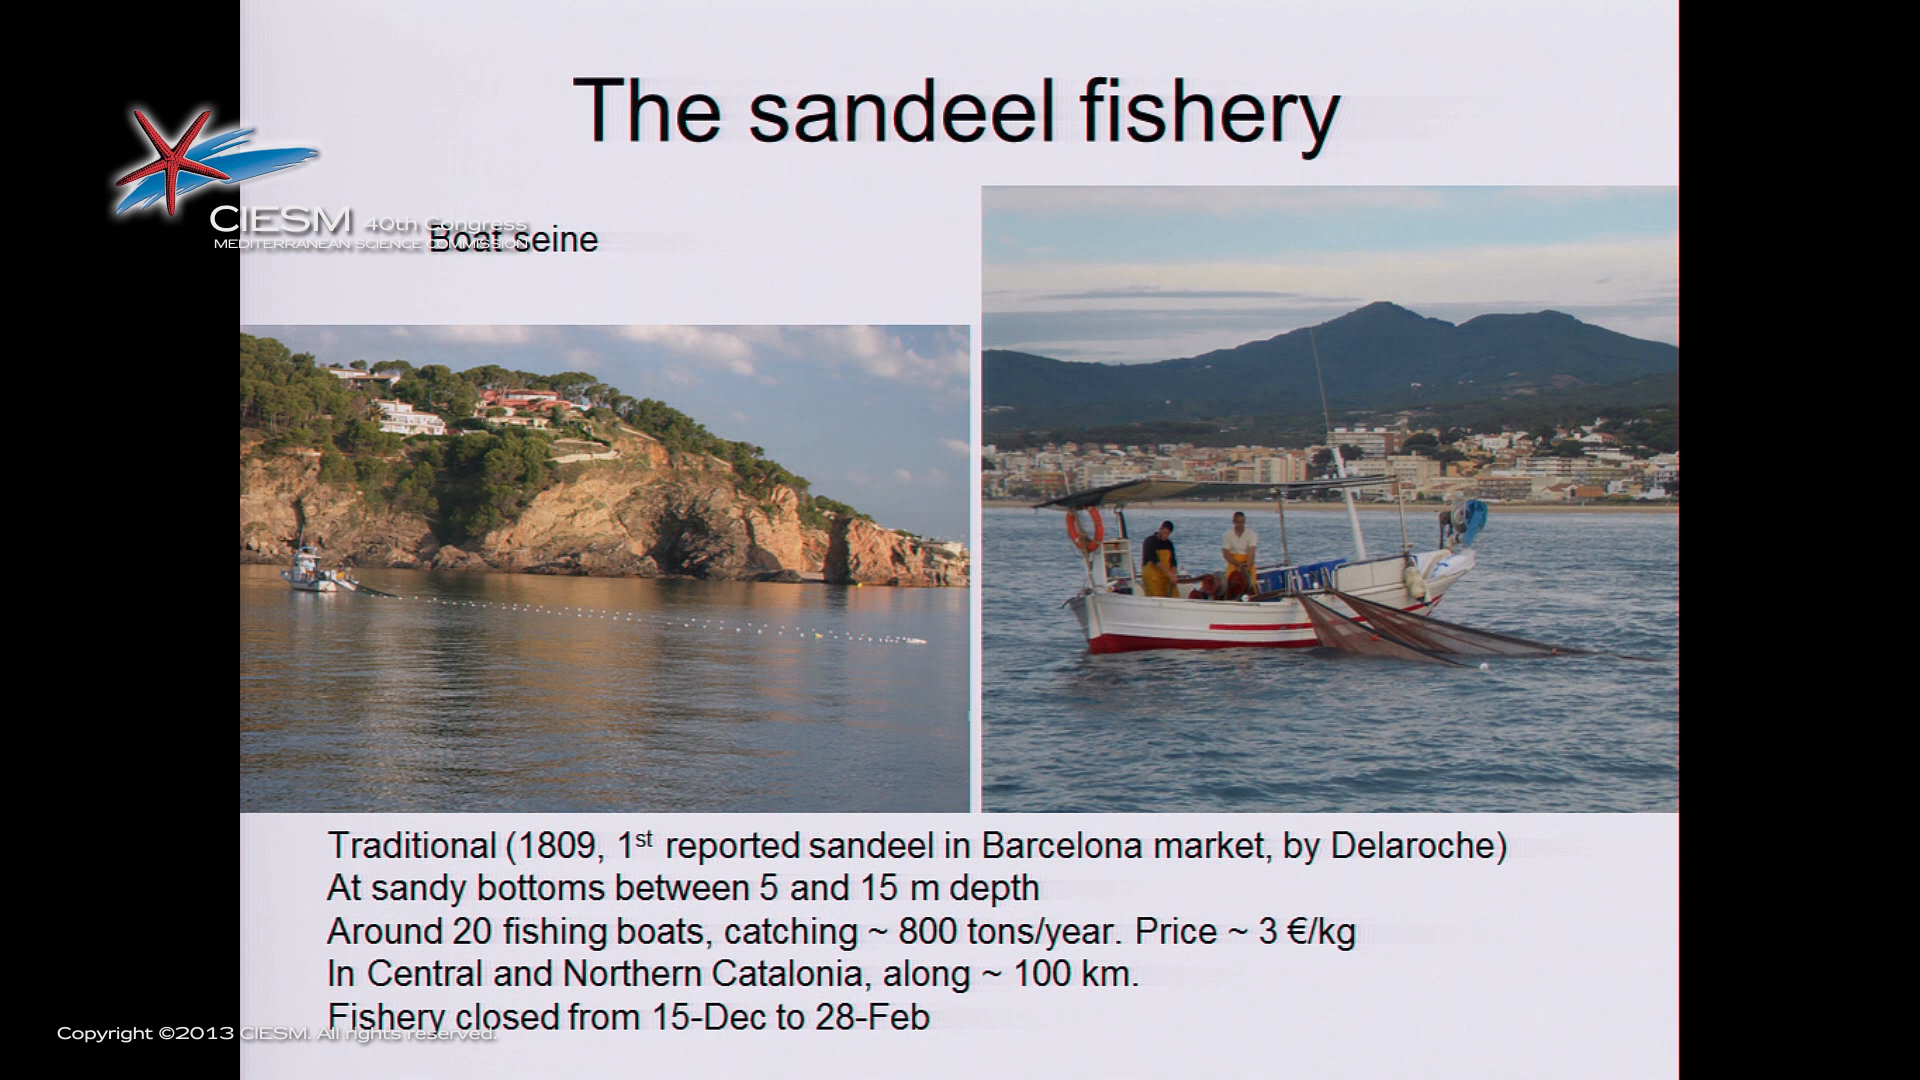 The sandeel fishery
CIESM 40th Congress
MEDITERRANEAN SCIENCE COMMISSION
Boat seine
Traditional (1809, 1st reported sandeel in Barcelona market, by Delaroche)
At sandy bottoms between 5 and 15 m depth
Around 20 fishing boats, catching ~ 800 tons/year. Price ~ 3 €/kg
In Central and Northern Catalonia, along ~ 100 km.
Fishery closed from 15-Dec to 28-Feb
Copyright ©2013 CIESM. All rights reserved.